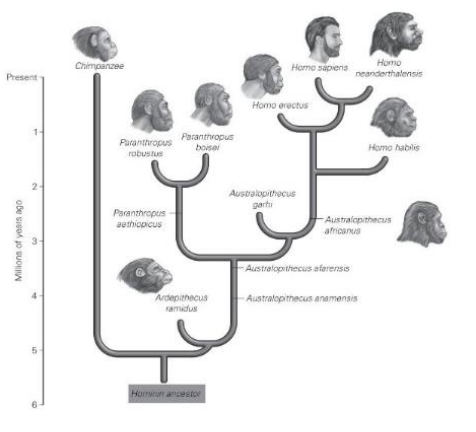 Chimpanzee
Homo sapiens
Homo
neanderthalensis
Present
Homo erectus
Paranthropus
robustus
Paranthropus
boisei
Homo habilis
1
2
3
4
5
6
Millions of years ago
Australopithecus
garhi
Paranthropus
aethiopicus
Australopithecus
africanus
Australopithecus afarensis
Ardepithecus
ramidus
Australopithecus anamensis
Hominin ancestor